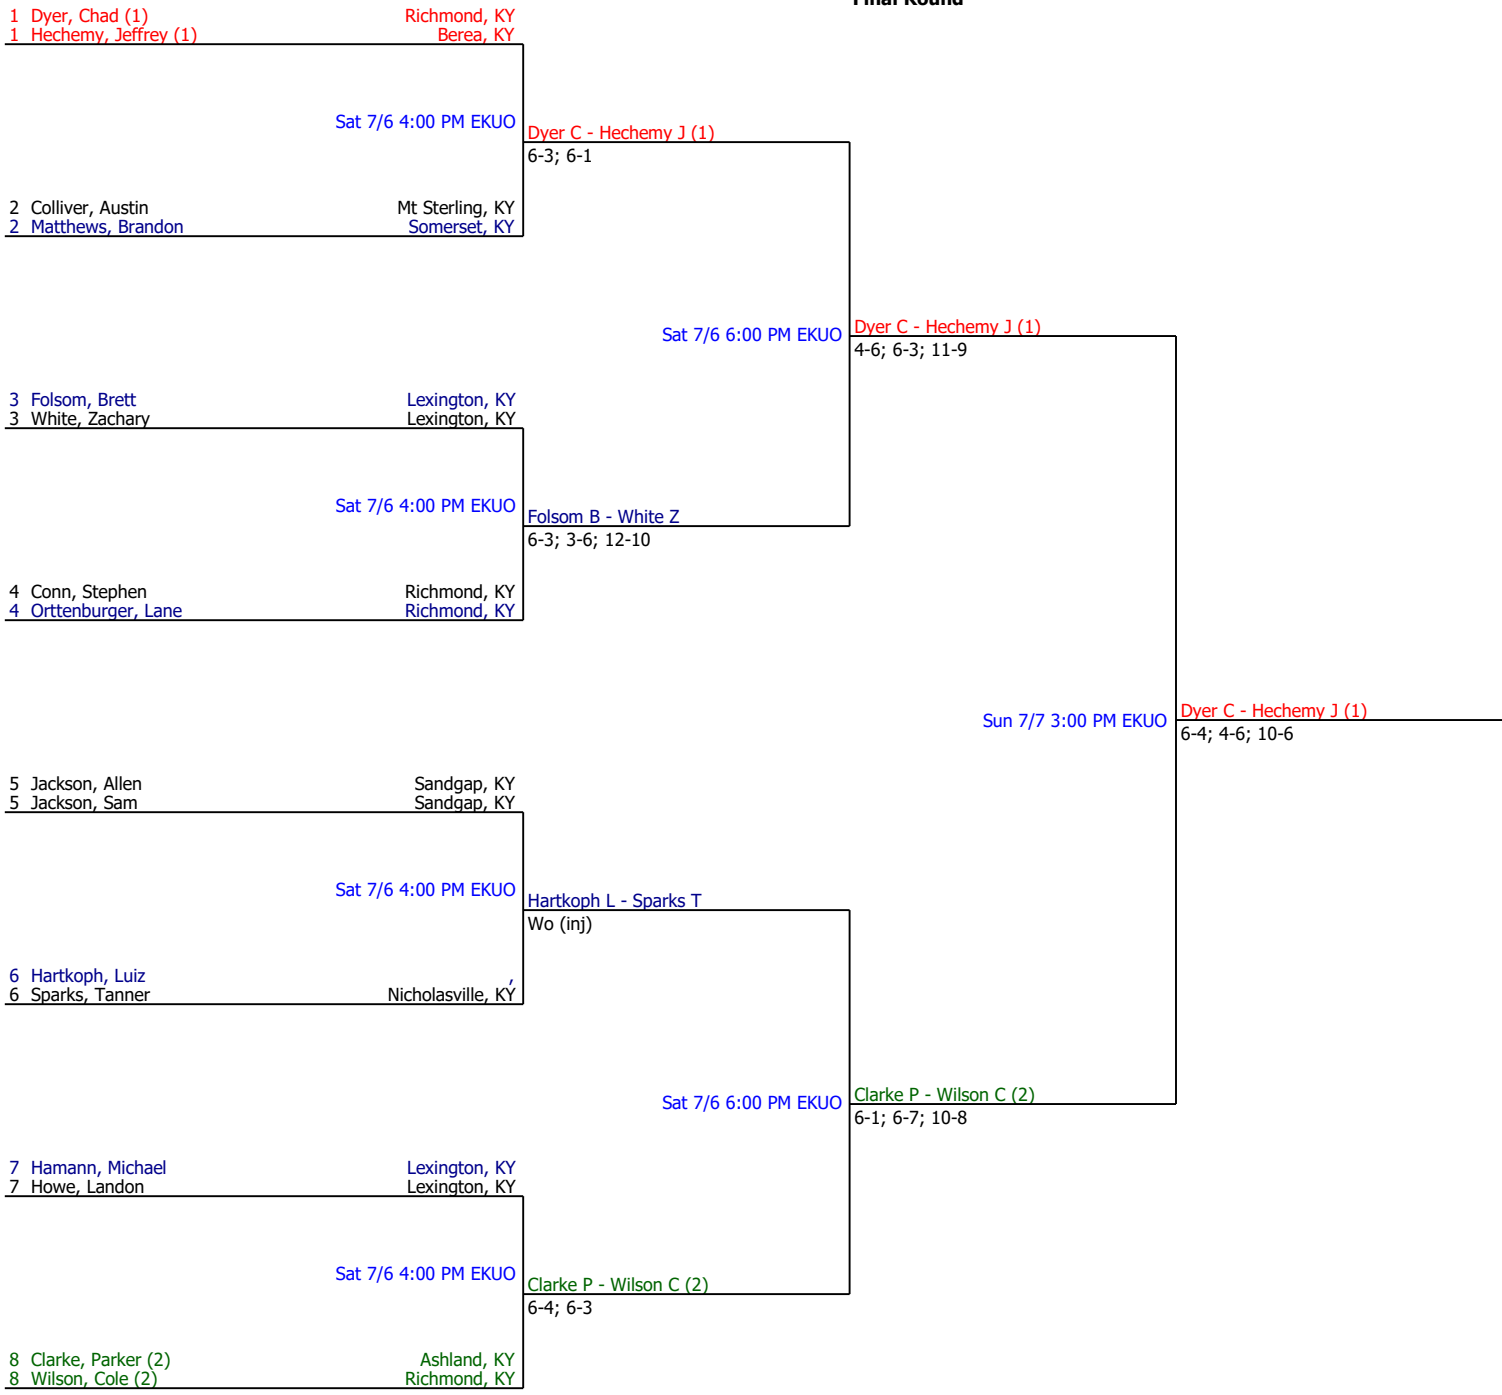 Final Round
1 Dyer, Chad (1) Richmond, KY
1 Hechemy, Jeffrey (1) Berea, KY
Sat 7/6 4:00 PM EKUO
Dyer C - Hechemy J (1)
6-3; 6-1
2 Colliver, Austin Mt Sterling, KY
2 Matthews, Brandon Somerset, KY
Sat 7/6 6:00 PM EKUO
Dyer C - Hechemy J (1)
4-6; 6-3; 11-9
3 Folsom, Brett Lexington, KY
3 White, Zachary Lexington, KY
Sat 7/6 4:00 PM EKUO
Folsom B - White Z
6-3; 3-6; 12-10
4 Conn, Stephen Richmond, KY
4 Orttenburger, Lane Richmond, KY
Sun 7/7 3:00 PM EKUO
Dyer C - Hechemy J (1)
6-4; 4-6; 10-6
5 Jackson, Allen Sandgap, KY
5 Jackson, Sam Sandgap, KY
Sat 7/6 4:00 PM EKUO
Hartkoph L - Sparks T
Wo (inj)
6 Hartkoph, Luiz ,
6 Sparks, Tanner Nicholasville, KY
Sat 7/6 6:00 PM EKUO
Clarke P - Wilson C (2)
6-1; 6-7; 10-8
7 Hamann, Michael Lexington, KY
7 Howe, Landon Lexington, KY
Sat 7/6 4:00 PM EKUO
Clarke P - Wilson C (2)
6-4; 6-3
8 Clarke, Parker (2) Ashland, KY
8 Wilson, Cole (2) Richmond, KY